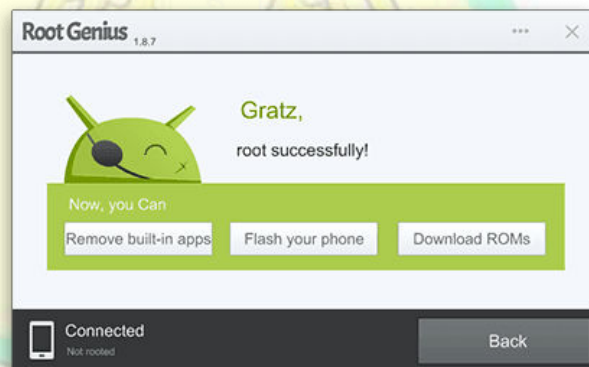 Root Genius 1.8.7
Gratz,
root successfully!
Now, you Can
Remove built-in apps Flash your phone Download ROMs
Connected
Not rooted
Back